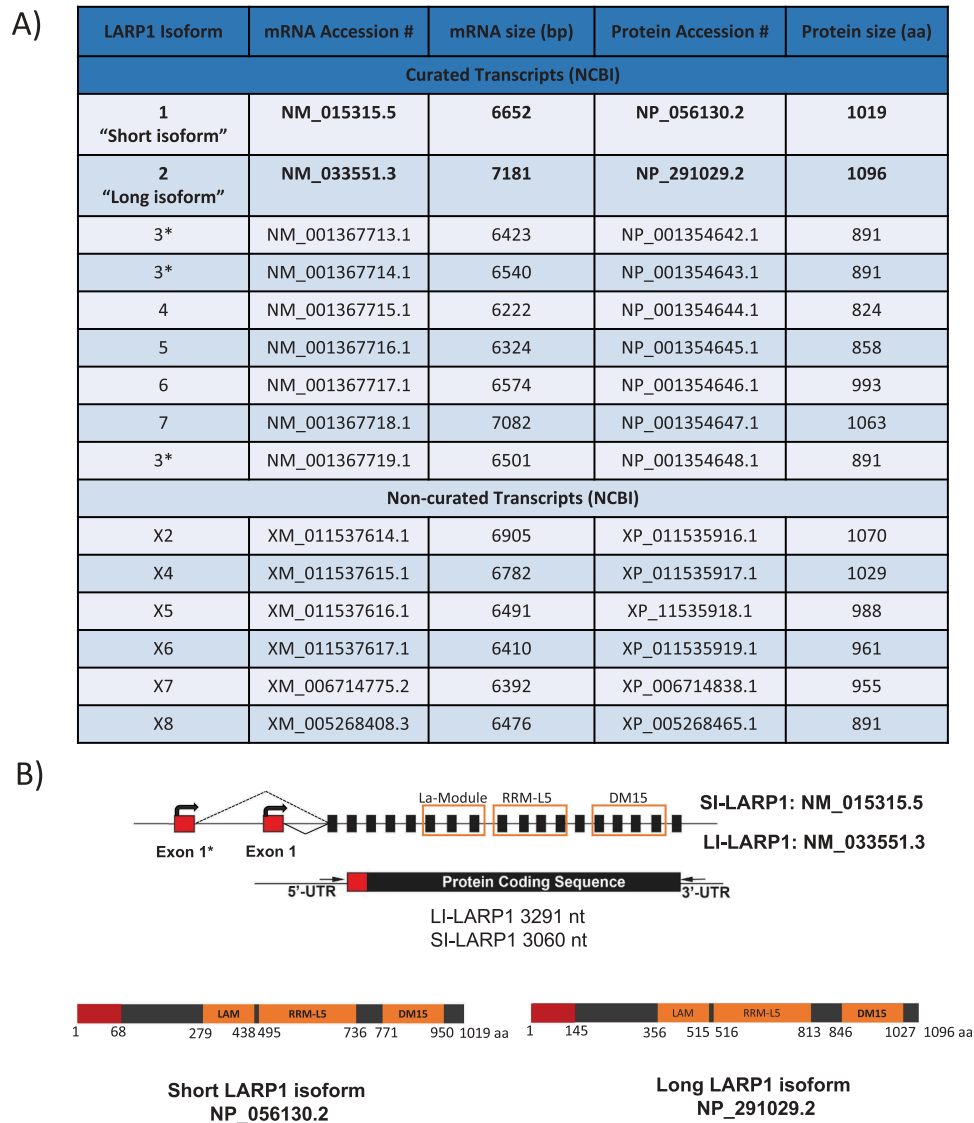 A)
LARP1 Isoform mRNA Accession # mRNA size (bp) Protein Accession # Protein size (aa)
Curated Transcripts (NCBI)
1 NM_015315.5 6652 NP_056130.2 1019
“Short isoform”
2 NM_033551.3 7181 NP_291029.2 1096
“Long isoform”
3* NM_001367713.1 6423 NP_001354642.1 891
3* NM_001367714.1 6540 NP_001354643.1 891
4 NM_001367715.1 6222 NP_001354644.1 824
5 NM_001367716.1 6324 NP_001354645.1 858
6 NM_001367717.1 6574 NP_001354646.1 993
7 NM_001367718.1 7082 NP_001354647.1 1063
3* NM_001367719.1 6501 NP_001354648.1 891
Non-curated Transcripts (NCBI)
X2 XM_011537614.1 6905 XP_011535916.1 1070
X4 XM_011537615.1 6782 XP_011535917.1 1029
X5 XM_011537616.1 6491 XP_11535918.1 988
X6 XM_011537617.1 6410 XP_011535919.1 961
X7 XM_006714775.2 6392 XP_006714838.1 955
X8 XM_005268408.3 6476 XP_005268465.1 891
B)
La-Module RRM-L5 DM15
SI-LARP1: NM_015315.5
LI-LARP1: NM_033551.3
Exon 1* Exon 1
5'-UTR Protein Coding Sequence 3'-UTR
LI-LARP1 3291 nt
SI-LARP1 3060 nt
LAM RRM-L5 DM15
1 68 279 438 495 736 771 950 1019 aa
Short LARP1 isoform
NP_056130.2
LAM RRM-L5 DM15
1 145 356 515 516 813 846 1027 1096 aa
Long LARP1 isoform
NP_291029.2